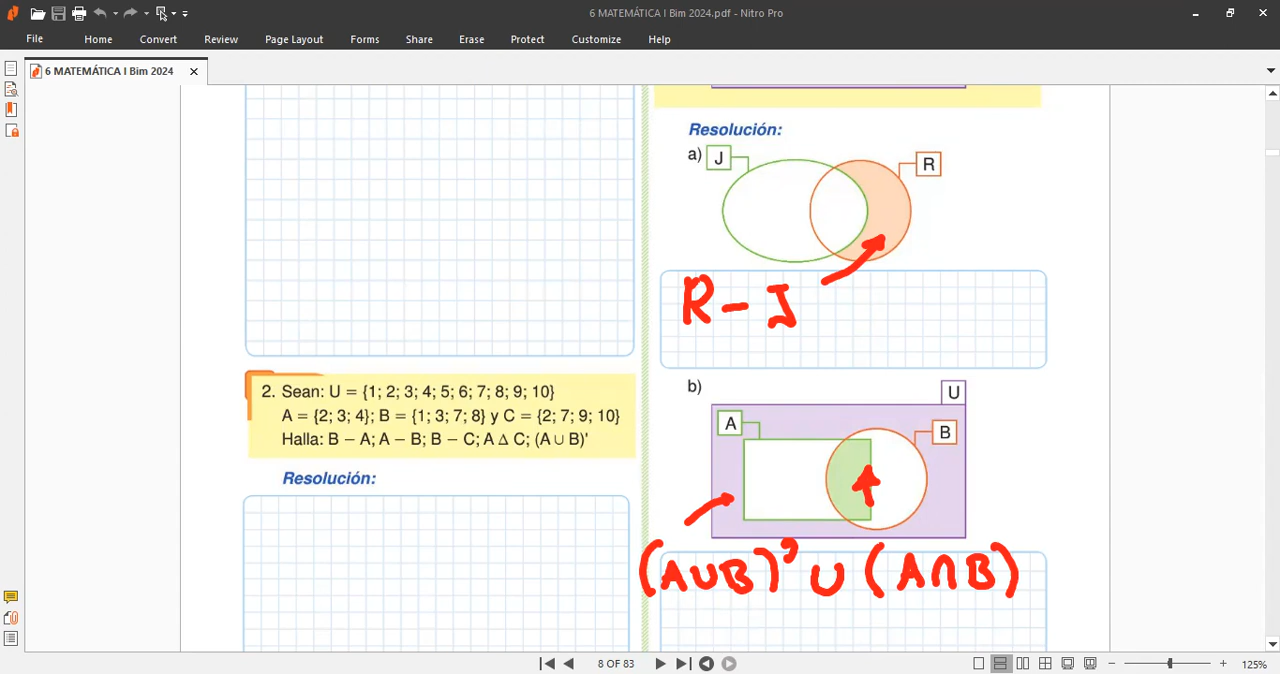 6 MATEMÁTICA I Bim 2024.pdf - Nitro Pro
File Home Convert Review Page Layout Forms Share Erase Protect Customize Help
6 MATEMÁTICA I Bim 2024
2. Sean: U = {1; 2; 3; 4; 5; 6; 7; 8; 9; 10}
A = {2; 3; 4}; B = {1; 3; 7; 8} y C = {2; 7; 9; 10}
Halla: B – A; A – B; B – C; A Δ C; (A ∪ B)'
Resolución:
Resolución:
a) J
R
R - J
b)
U
A
B
(A∪B)' ∪ (A∩B)
8 OF 83
125%